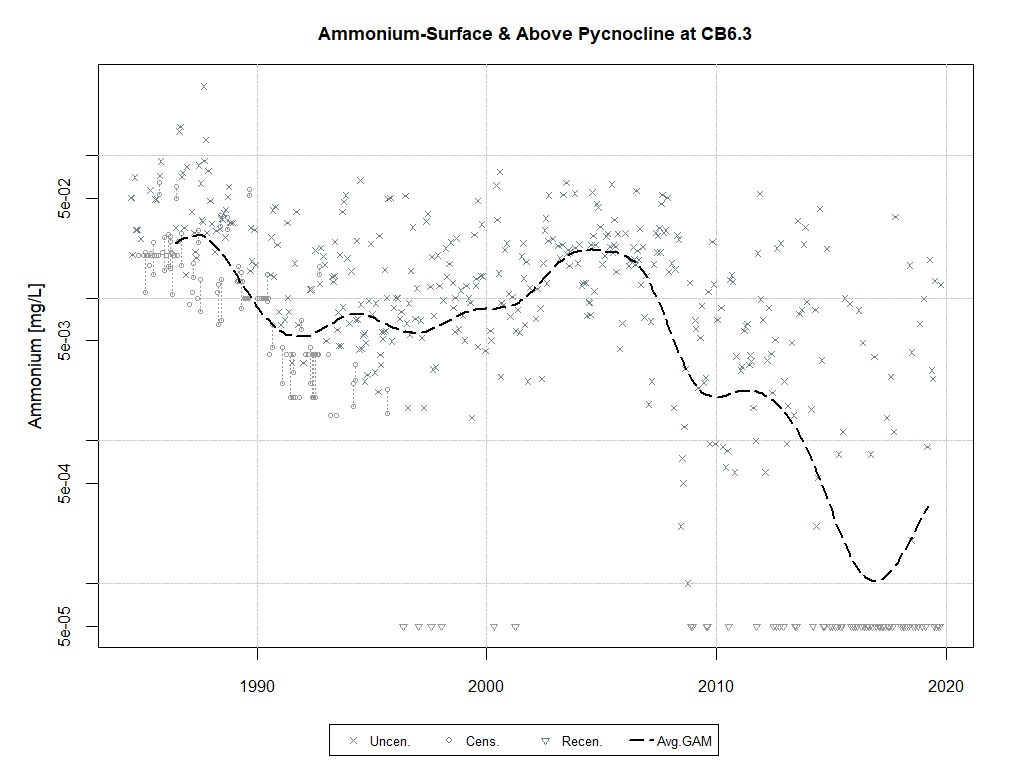 Ammonium-Surface & Above Pycnocline at CB6.3
Ammonium [mg/L]
5e-02
5e-03
5e-04
5e-05
1990 2000 2010 2020
Uncen. Cens. Recen. Avg.GAM